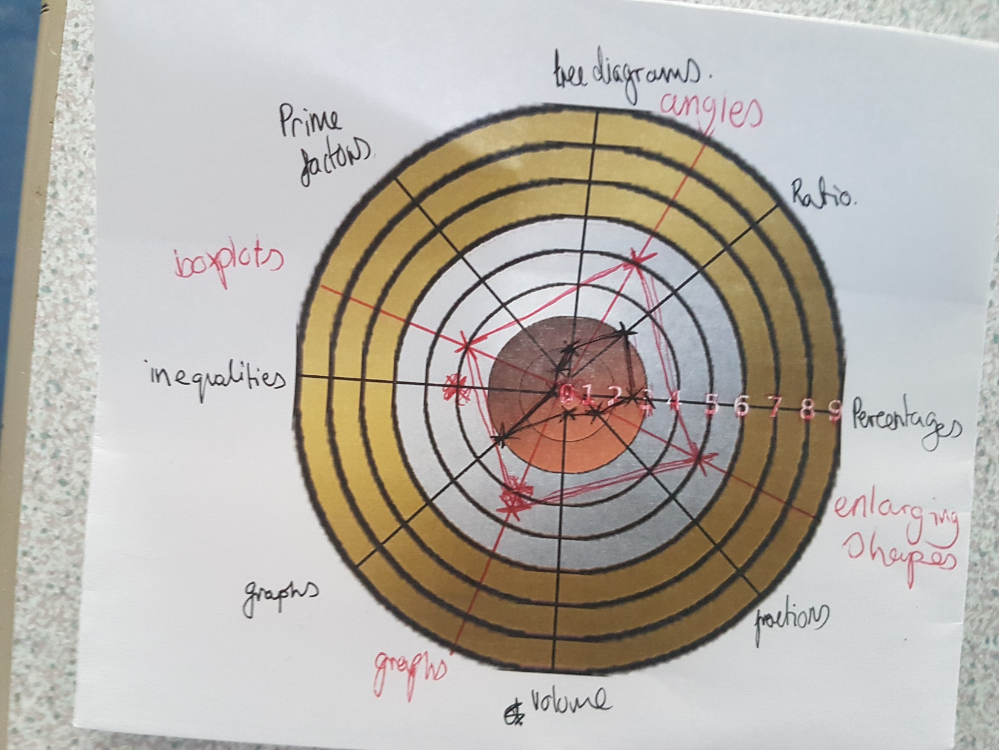 tree diagrams.
angles
Prime
factors.
Ratio.
boxplots
inequalities
0 1 2 3 4 5 6 7 8 9
Percentages
enlarging
shapes
graphs
fractions
graphs
volume